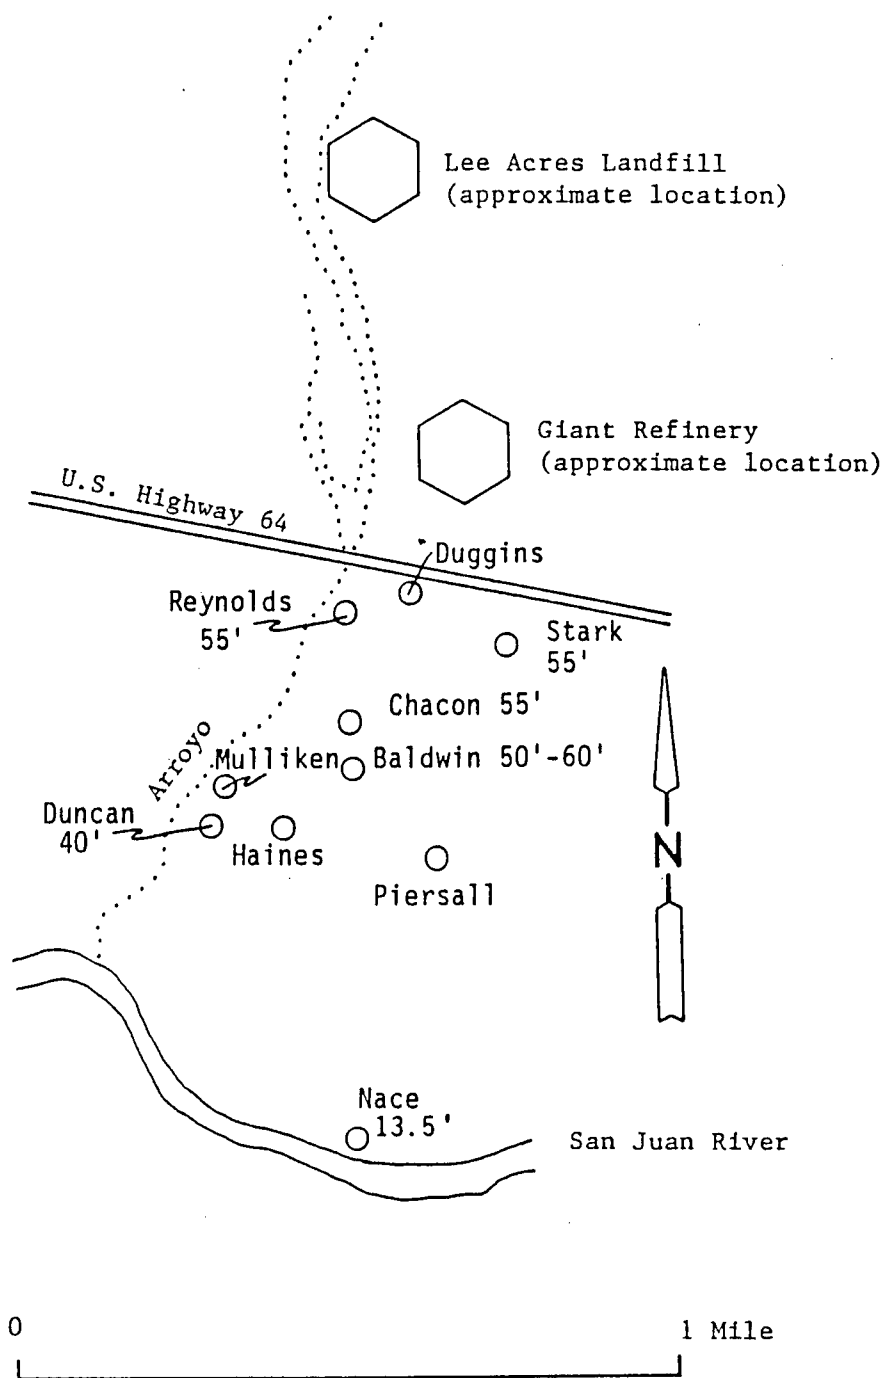 Lee Acres Landfill
(approximate location)
Giant Refinery
(approximate location)
U.S. Highway 64
Duggins
Reynolds
55'
Stark
55'
Chacon 55'
Arroyo
Mulliken
Baldwin 50'-60'
Duncan
40'
Haines
Piersall
N
Nace
13.5'
San Juan River
0
1 Mile